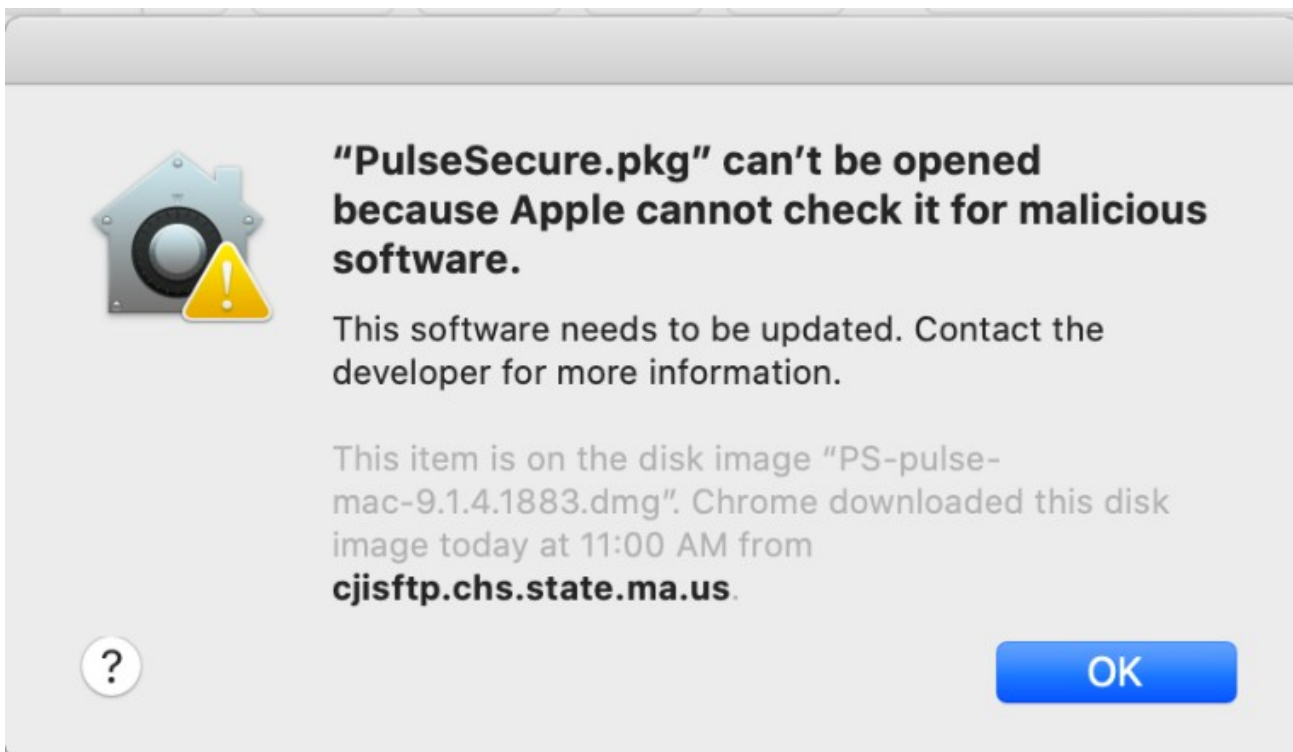 “PulseSecure.pkg” can’t be opened
because Apple cannot check it for malicious
software.
This software needs to be updated. Contact the
developer for more information.
This item is on the disk image “PS-pulse-
mac-9.1.4.1883.dmg”. Chrome downloaded this disk
image today at 11:00 AM from
cjisftp.chs.state.ma.us.
?
OK